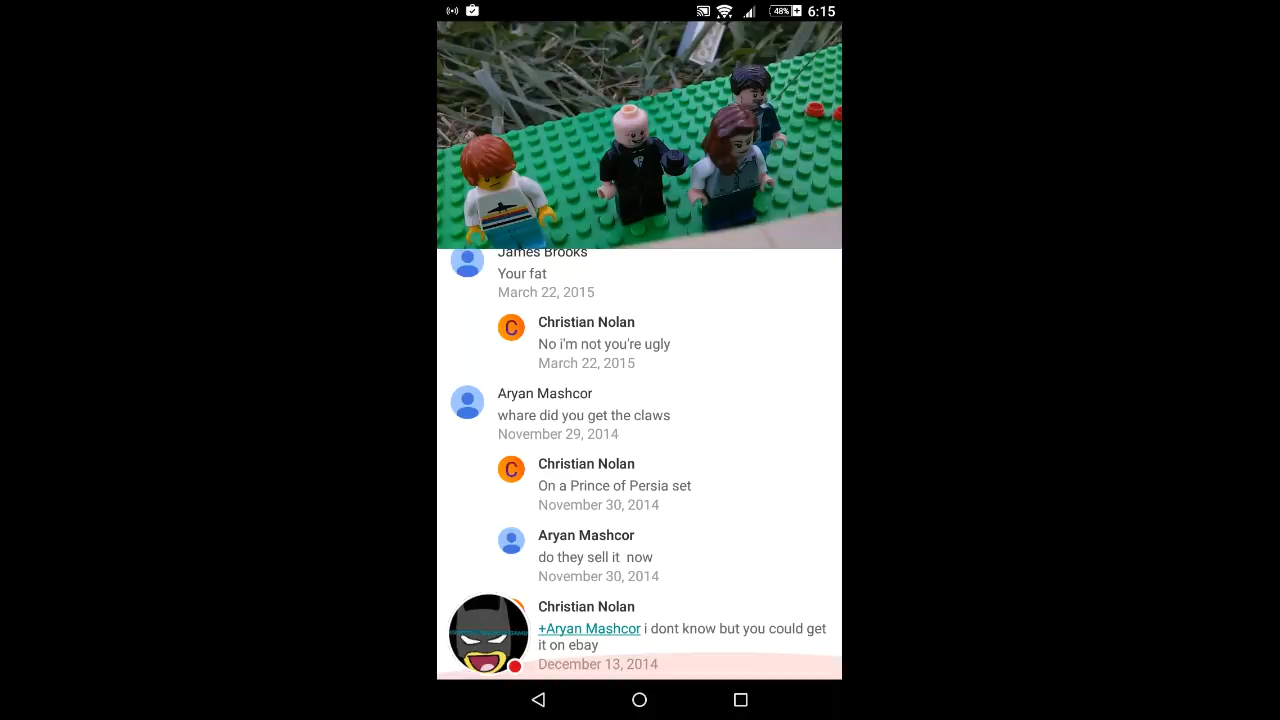 48%
6:15
James Brooks
Your fat
March 22, 2015
C
Christian Nolan
No i'm not you're ugly
March 22, 2015
Aryan Mashcor
whare did you get the claws
November 29, 2014
C
Christian Nolan
On a Prince of Persia set
November 30, 2014
Aryan Mashcor
do they sell it now
November 30, 2014
Christian Nolan
+Aryan Mashcor i dont know but you could get
it on ebay
December 13, 2014